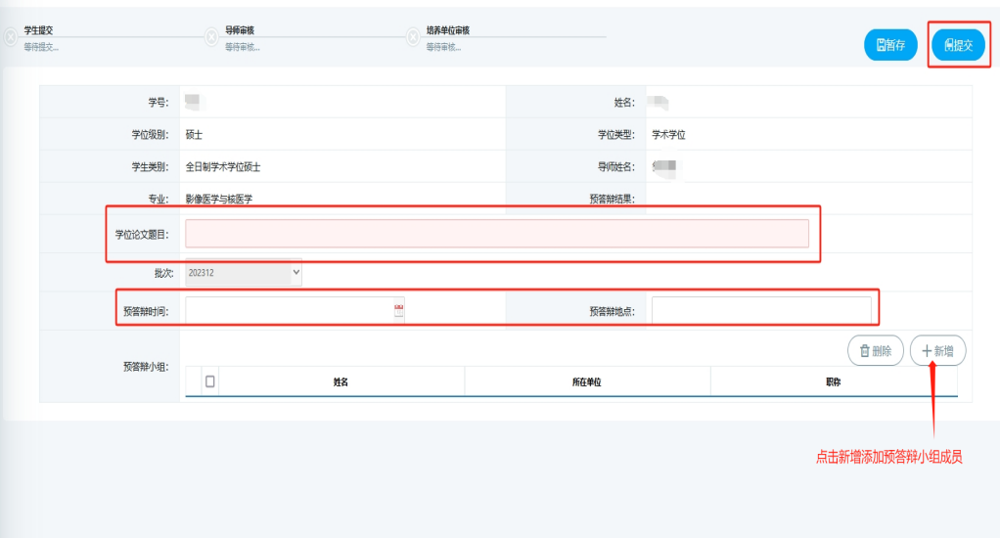 学生提交 导师审核 培养单位审核
等待提交... 等待审核... 等待审核...
暂存 提交
学号： 姓名：
学位级别： 硕士 学位类型： 学术学位
学生类别： 全日制学术学位硕士 导师姓名：
专业： 影像医学与核医学 预答辩结果：
学位论文题目：
批次: 202312
预答辩时间： 预答辩地点：
删除 新增
预答辩小组：
姓名 所在单位 职称
点击新增添加预答辩小组成员